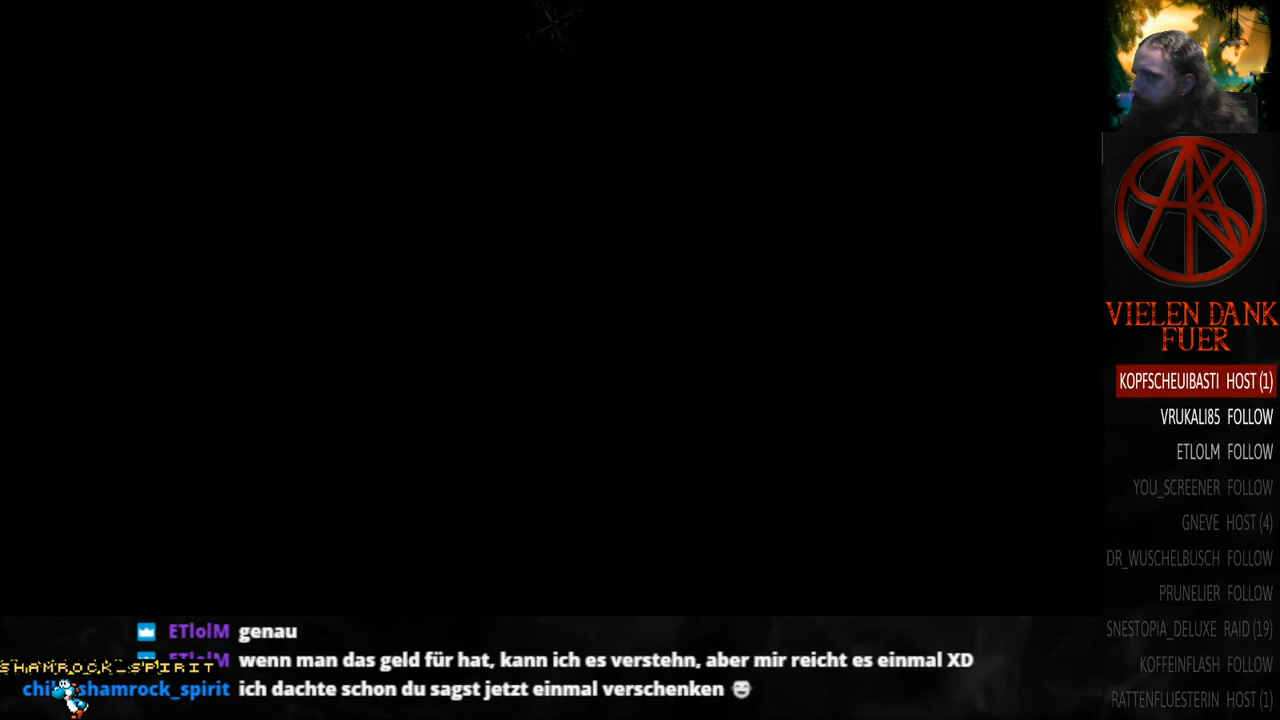 VIELEN DANK
FUER
KOPFSCHEUIBASTI HOST (1)
VRUKALI85 FOLLOW
ETLOLM FOLLOW
YOU_SCREENER FOLLOW
GNEVE HOST (4)
DR_WUSCHELBUSCH FOLLOW
PRUNELIER FOLLOW
SNESTOPIA_DELUXE RAID (19)
KOFFEINFLASH FOLLOW
RATTENFLUESTERIN HOST (1)
ETlolM genau
ETlolM wenn man das geld für hat, kann ich es verstehn, aber mir reicht es einmal XD
SHAMROCK_SPIRIT
shamrock_spirit ich dachte schon du sagst jetzt einmal verschenken